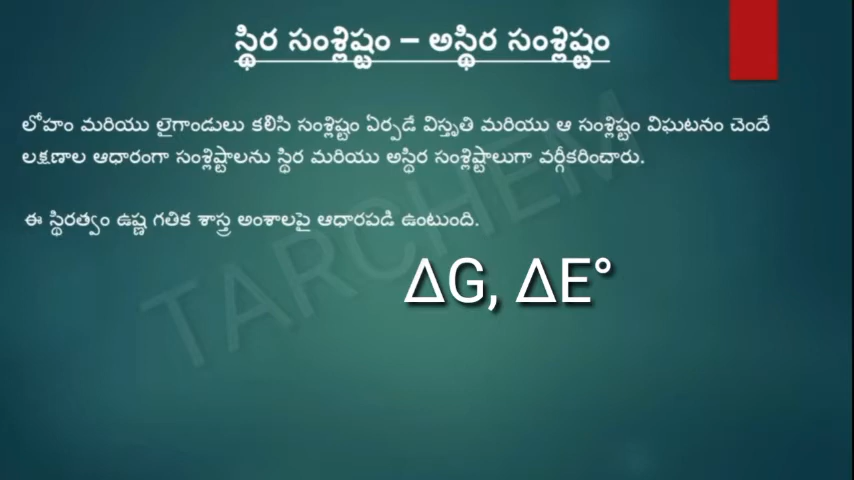 స్థిర సంశ్లిష్టం – అస్థిర సంశ్లిష్టం
లోహం మరియు లైగాండులు కలిసి సంశ్లిష్టం ఏర్పడే విస్తృతి మరియు ఆ సంశ్లిష్టం విఘటనం చెందే
లక్షణాల ఆధారంగా సంశ్లిష్టాలను స్థిర మరియు అస్థిర సంశ్లిష్టాలుగా వర్గీకరించారు.
ఈ స్థిరత్వం ఉష్ణ గతిక శాస్త్ర అంశాలపై ఆధారపడి ఉంటుంది.
ΔG, ΔE°
TARCHEM